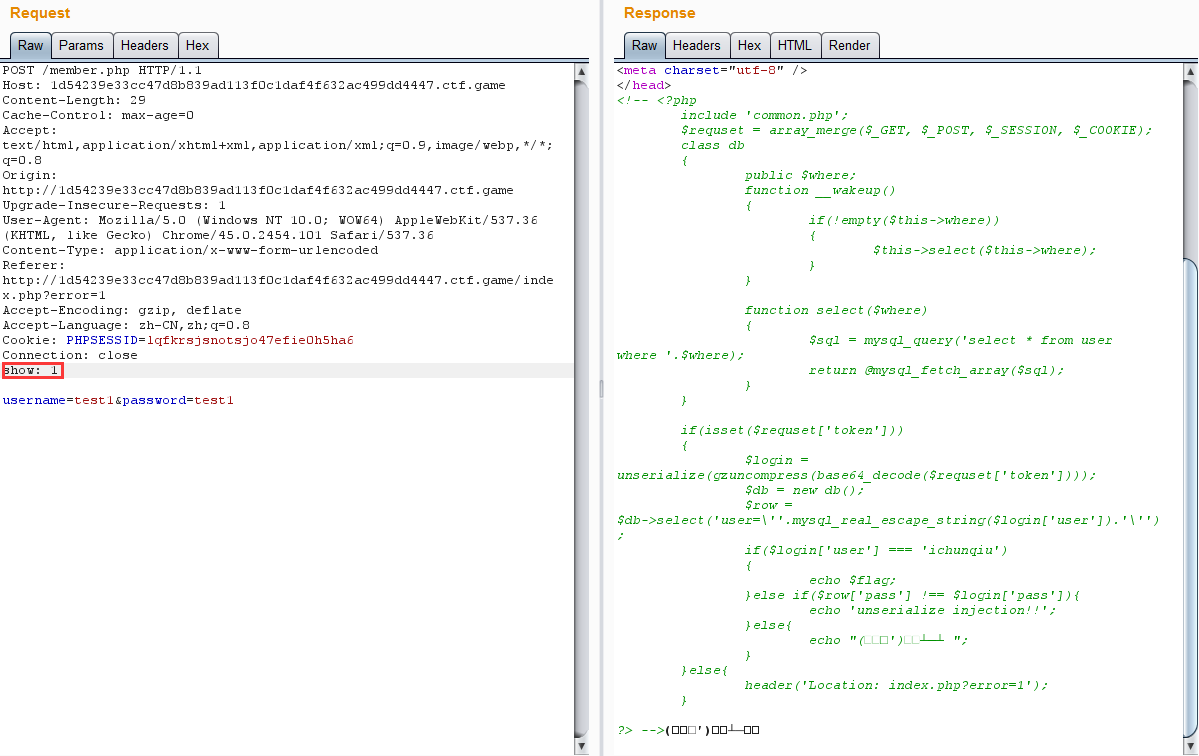 Request
Raw Params Headers Hex
POST /member.php HTTP/1.1
Host: 1d54239e33cc47d8b839ad113f0c1daf4f632ac499dd4447.ctf.game
Content-Length: 29
Cache-Control: max-age=0
Accept:
text/html,application/xhtml+xml,application/xml;q=0.9,image/webp,*/*;
q=0.8
Origin:
http://1d54239e33cc47d8b839ad113f0c1daf4f632ac499dd4447.ctf.game
Upgrade-Insecure-Requests: 1
User-Agent: Mozilla/5.0 (Windows NT 10.0; WOW64) AppleWebKit/537.36
(KHTML, like Gecko) Chrome/45.0.2454.101 Safari/537.36
Content-Type: application/x-www-form-urlencoded
Referer:
http://1d54239e33cc47d8b839ad113f0c1daf4f632ac499dd4447.ctf.game/inde
x.php?error=1
Accept-Encoding: gzip, deflate
Accept-Language: zh-CN,zh;q=0.8
Cookie: PHPSESSID=lqfkrsjsnotsjo47efie0h5ha6
Connection: close
show: 1
username=test1&password=test1
Response
Raw Headers Hex HTML Render
<meta charset="utf-8" />
</head>
<!-- <?php
include 'common.php';
$requset = array_merge($_GET, $_POST, $_SESSION, $_COOKIE);
class db
{
public $where;
function __wakeup()
{
if(!empty($this->where))
{
$this->select($this->where);
}
}
function select($where)
{
$sql = mysql_query('select * from user
where '.$where);
return @mysql_fetch_array($sql);
}
}
if(isset($requset['token']))
{
$login =
unserialize(gzuncompress(base64_decode($requset['token'])));
$db = new db();
$row =
$db->select('user=\''.mysql_real_escape_string($login['user']).'\'')
;
if($login['user'] === 'ichunqiu')
{
echo $flag;
}else if($row['pass'] !== $login['pass']){
echo 'unserialize injection!!';
}else{
echo "(□□□')□□┴—┴ ";
}
}else{
header('Location: index.php?error=1');
}
?> -->(□□□')□□┴—□□